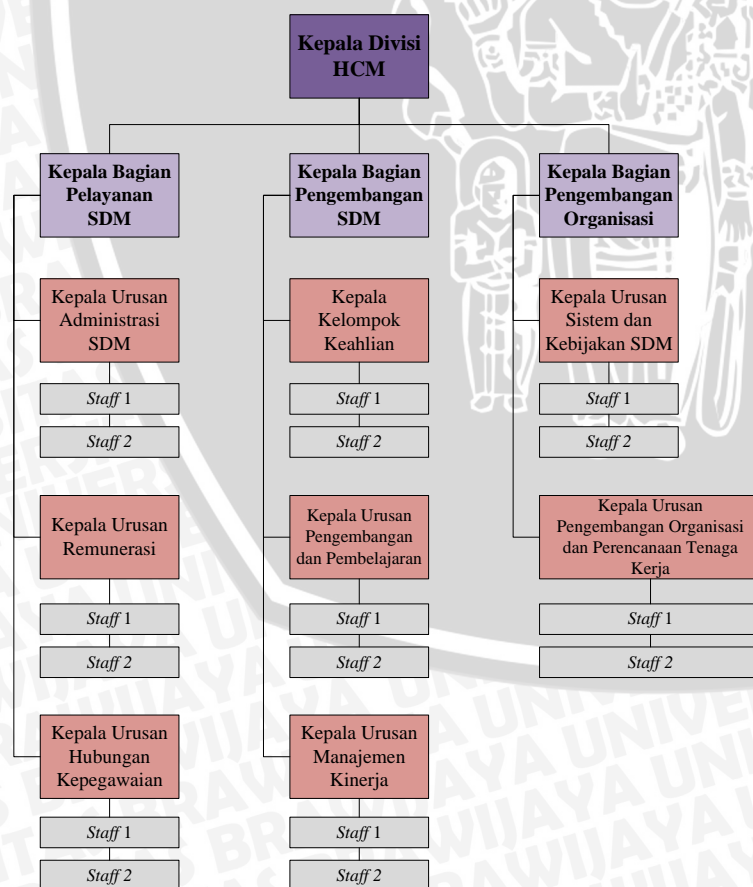 Kepala Divisi
HCM
Kepala Bagian
Pelayanan
SDM
Kepala Urusan
Administrasi
SDM
Staff 1
Staff 2
Kepala Urusan
Remunerasi
Staff 1
Staff 2
Kepala Urusan
Hubungan
Kepegawaian
Staff 1
Staff 2
Kepala Bagian
Pengembangan
SDM
Kepala
Kelompok
Keahlian
Staff 1
Staff 2
Kepala Urusan
Pengembangan
dan Pembelajaran
Staff 1
Staff 2
Kepala Urusan
Manajemen
Kinerja
Staff 1
Staff 2
Kepala Bagian
Pengembangan
Organisasi
Kepala Urusan
Sistem dan
Kebijakan SDM
Staff 1
Staff 2
Kepala Urusan
Pengembangan Organisasi
dan Perencanaan Tenaga
Kerja
Staff 1
Staff 2